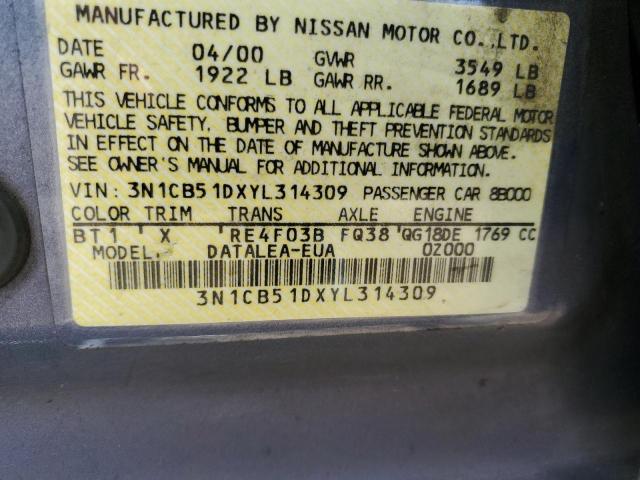 MANUFACTURED BY NISSAN MOTOR CO.,LTD.
DATE 04/00 GVWR 3549 LB
GAWR FR. 1922 LB GAWR RR. 1689 LB
THIS VEHICLE CONFORMS TO ALL APPLICABLE FEDERAL MOTOR
VEHICLE SAFETY, BUMPER AND THEFT PREVENTION STANDARDS
IN EFFECT ON THE DATE OF MANUFACTURE SHOWN ABOVE.
SEE OWNER'S MANUAL FOR ADDITIONAL INFORMATION.
VIN: 3N1CB51DXYL314309 PASSENGER CAR 8B000
COLOR TRIM TRANS AXLE ENGINE
BT1 X RE4F03B FQ38 QG18DE 1769 CC
MODEL. DATALEA-EUA 0Z000
3N1CB51DXYL314309